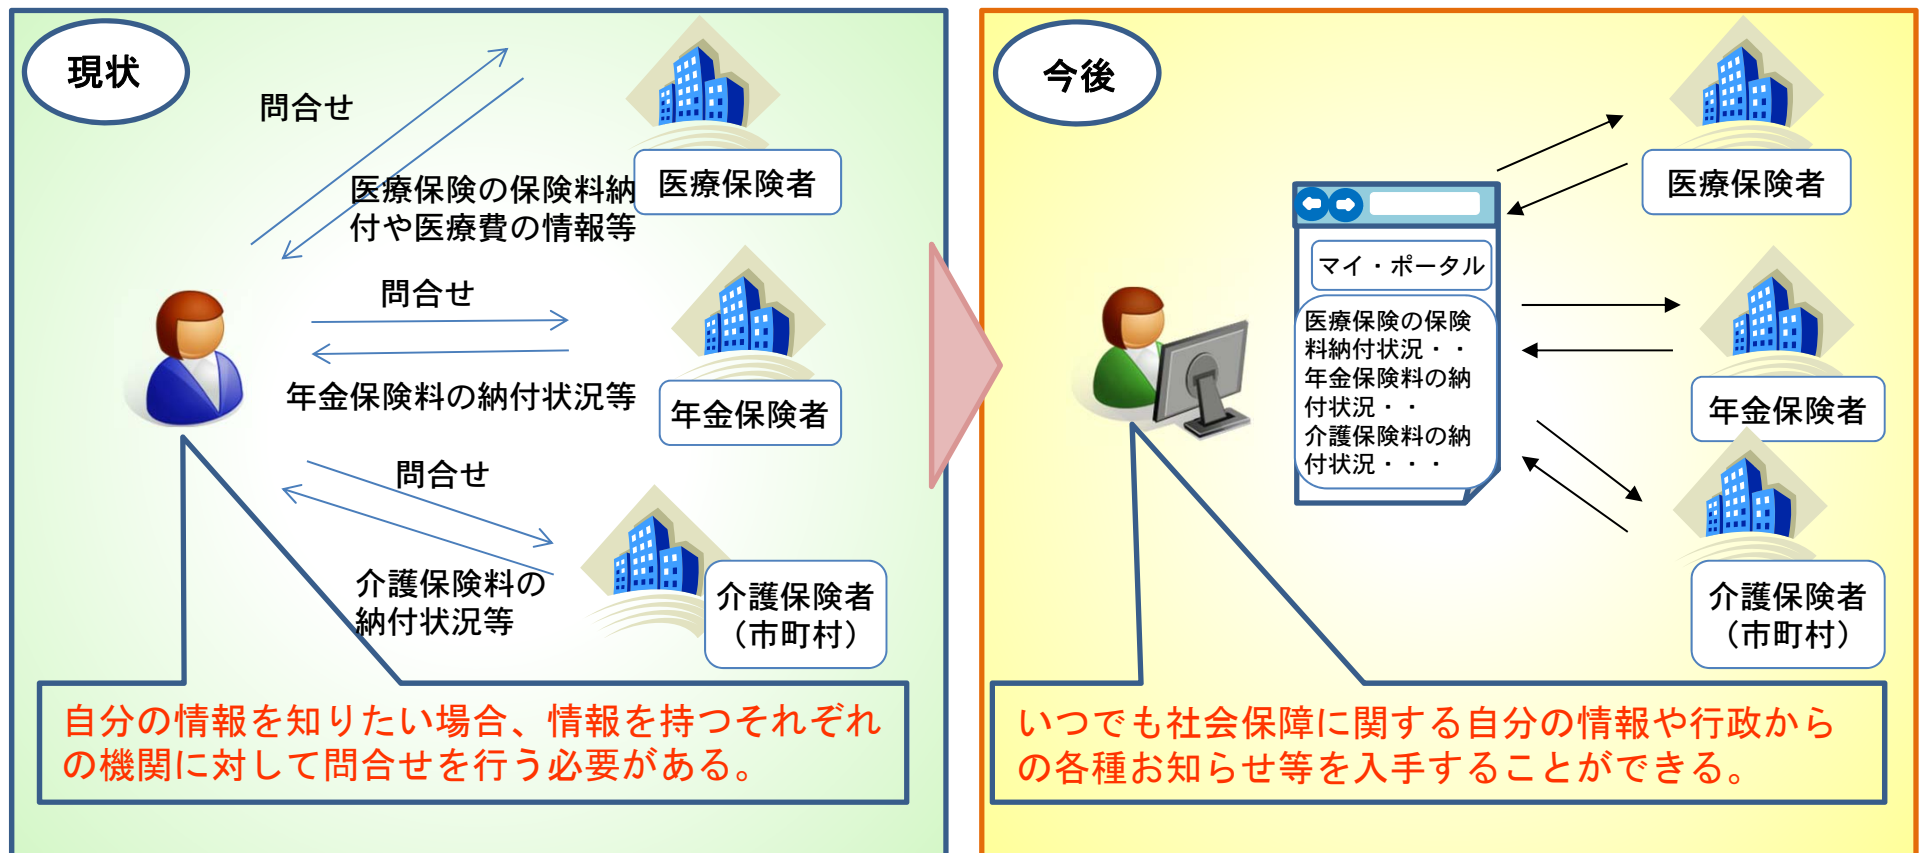 現状
問合せ
医療保険の保険料納
付や医療費の情報等
医療保険者
問合せ
年金保険料の納付状況等
年金保険者
問合せ
介護保険料の
納付状況等
介護保険者
（市町村）
自分の情報を知りたい場合、情報を持つそれぞれ
の機関に対して問合せを行う必要がある。
今後
マイ・ポータル
医療保険の保険
料納付状況・・
年金保険料の納
付状況・・
介護保険料の納
付状況・・・
医療保険者
年金保険者
介護保険者
（市町村）
いつでも社会保障に関する自分の情報や行政から
の各種お知らせ等を入手することができる。